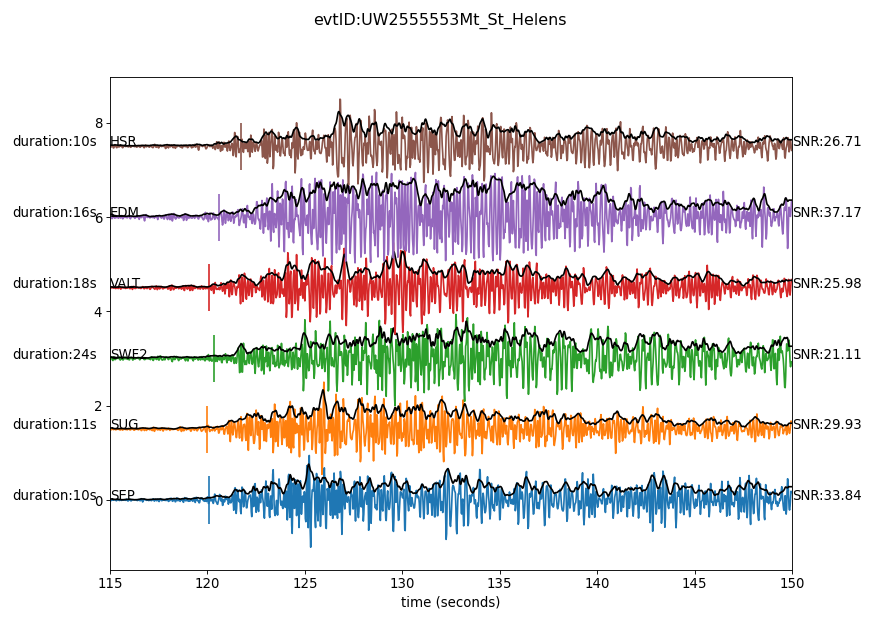 evtID:UW2555553Mt_St_Helens
8
duration:10s HSR SNR:26.71
duration:16s EDM SNR:37.17
6
duration:18s VALT SNR:25.98
4
duration:24s SWF2 SNR:21.11
2
duration:11s SUG SNR:29.93
duration:10s SEP SNR:33.84
0
115 120 125 130 135 140 145 150
time (seconds)